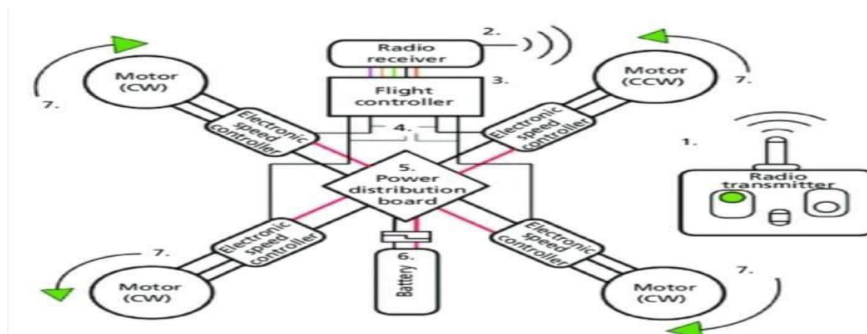 2.
Radio
receiver
3.
Flight
controller
Motor
(CW)
7.
Electronic
speed
controller
4.
Electronic
speed
controller
Motor
(CCW)
7.
1.
Radio
transmitter
5.
Power
distribution
board
Electronic
speed
controller
7.
Motor
(CW)
6.
Battery
Electronic
speed
controller
7.
Motor
(CW)